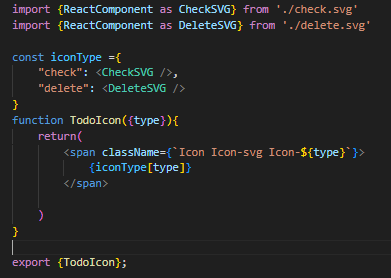 import {ReactComponent as CheckSVG} from './check.svg'
import {ReactComponent as DeleteSVG} from './delete.svg'

const iconType ={
    "check": <CheckSVG />,
    "delete": <DeleteSVG />
}
function TodoIcon({type}){
    return(
        <span className={`Icon Icon-svg Icon-${type}`}>
            {iconType[type]}
        </span>

    )
}

export {TodoIcon};